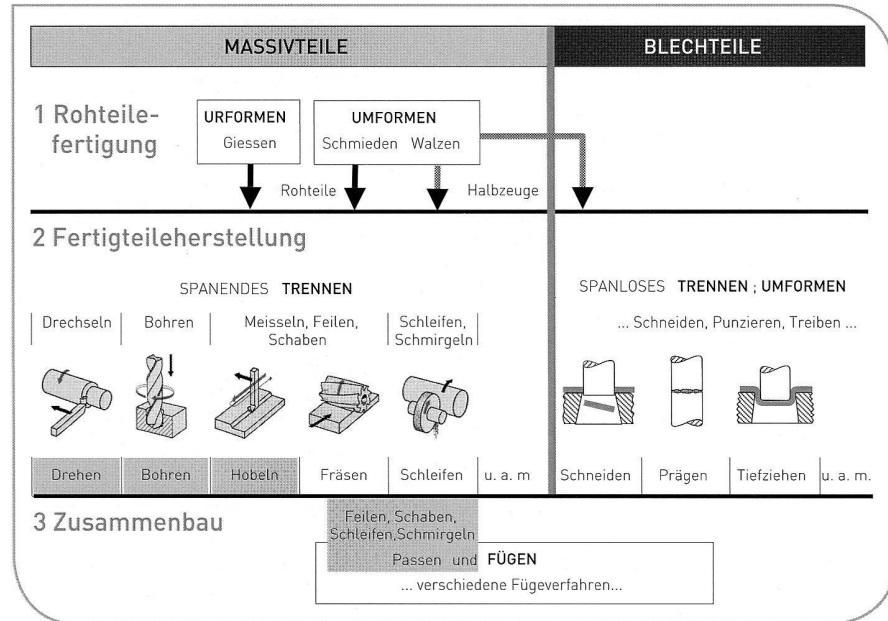 MASSIVTEILE
BLECHTEILE
1 Rohteile-
fertigung
URFORMEN
Giessen
UMFORMEN
Schmieden Walzen
Rohteile
Halbzeuge
2 Fertigteileherstellung
SPANENDES TRENNEN
SPANLOSES TRENNEN ; UMFORMEN
Drechseln
Bohren
Meisseln, Feilen,
Schaben
Schleifen,
Schmirgeln
... Schneiden, Punzieren, Treiben ...
Drehen
Bohren
Hobeln
Fräsen
Schleifen
u. a. m
Schneiden
Prägen
Tiefziehen
u. a. m.
3 Zusammenbau
Feilen, Schaben,
Schleifen,Schmirgeln
Passen und FÜGEN
... verschiedene Fügeverfahren...